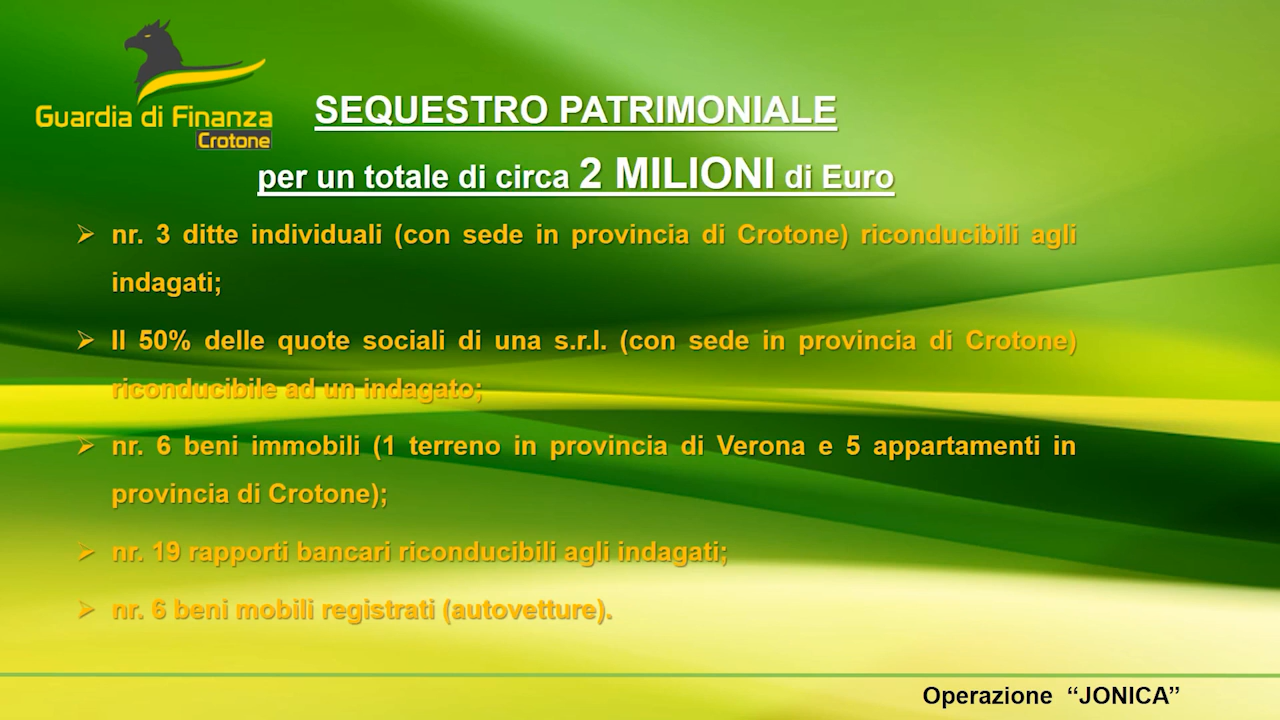 Guardia di Finanza
Crotone
SEQUESTRO PATRIMONIALE
per un totale di circa 2 MILIONI di Euro
nr. 3 ditte individuali (con sede in provincia di Crotone) riconducibili agli
indagati;
Il 50% delle quote sociali di una s.r.l. (con sede in provincia di Crotone)
riconducibile ad un indagato;
nr. 6 beni immobili (1 terreno in provincia di Verona e 5 appartamenti in
provincia di Crotone);
nr. 19 rapporti bancari riconducibili agli indagati;
nr. 6 beni mobili registrati (autovetture).
Operazione “JONICA”